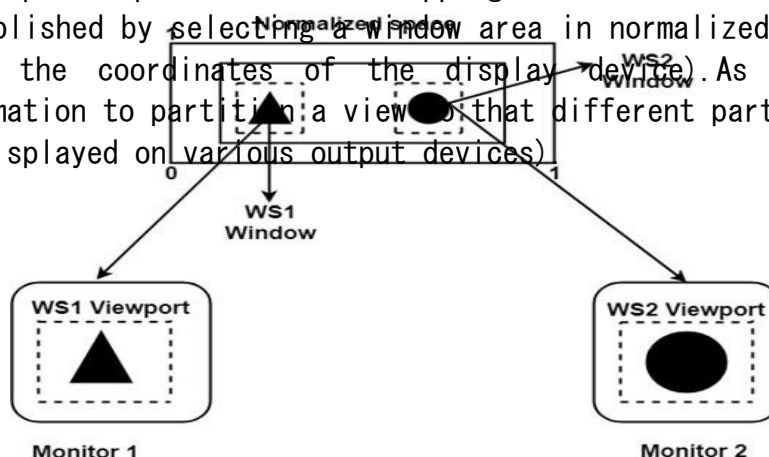 blished by selecting a window area in normalized
Normalized space
1
the coordinates of the display device).As
WS2
Window
mation to partition a view so that different part
splayed on various output devices).
0
1
WS1
Window
WS1 Viewport
WS2 Viewport
Monitor 1
Monitor 2